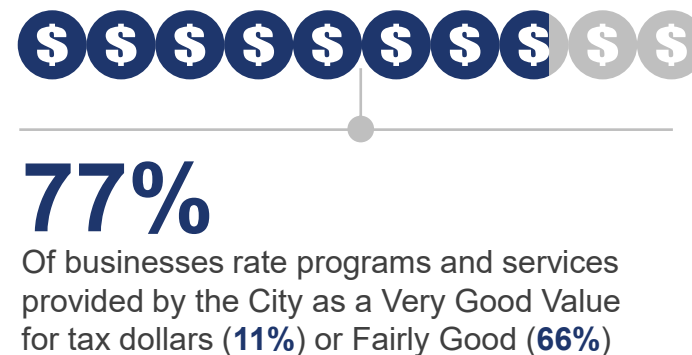 $ $ $ $ $ $ $ $ $ $
77%
Of businesses rate programs and services
provided by the City as a Very Good Value
for tax dollars (11%) or Fairly Good (66%)